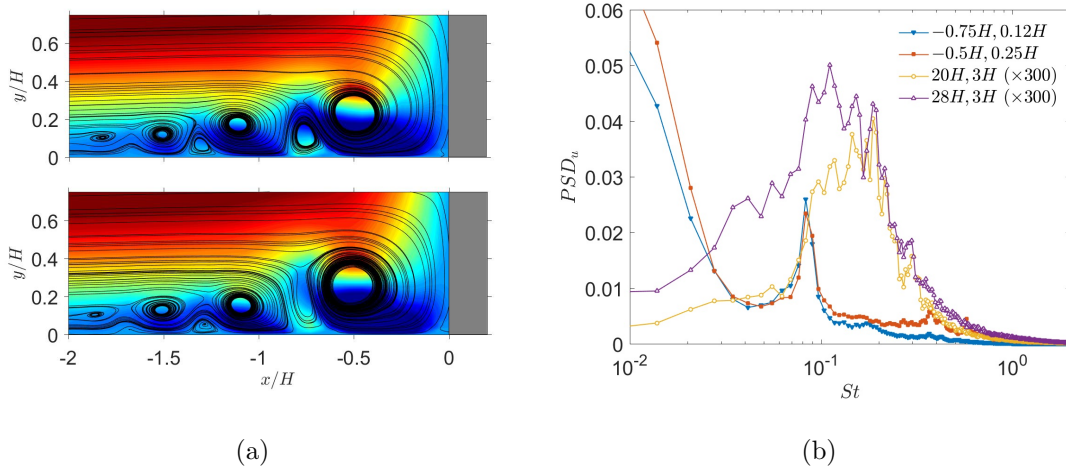 0.6
0.4
0.2
0
y/H
0.6
0.4
0.2
0
y/H
-2
-1.5
-1
-0.5
0
x/H
(a)
0.06
0.05
0.04
0.03
0.02
0.01
0
PSD_u
10^-2
10^-1
10^0
St
−0.75H, 0.12H
−0.5H, 0.25H
20H, 3H (×300)
28H, 3H (×300)
(b)